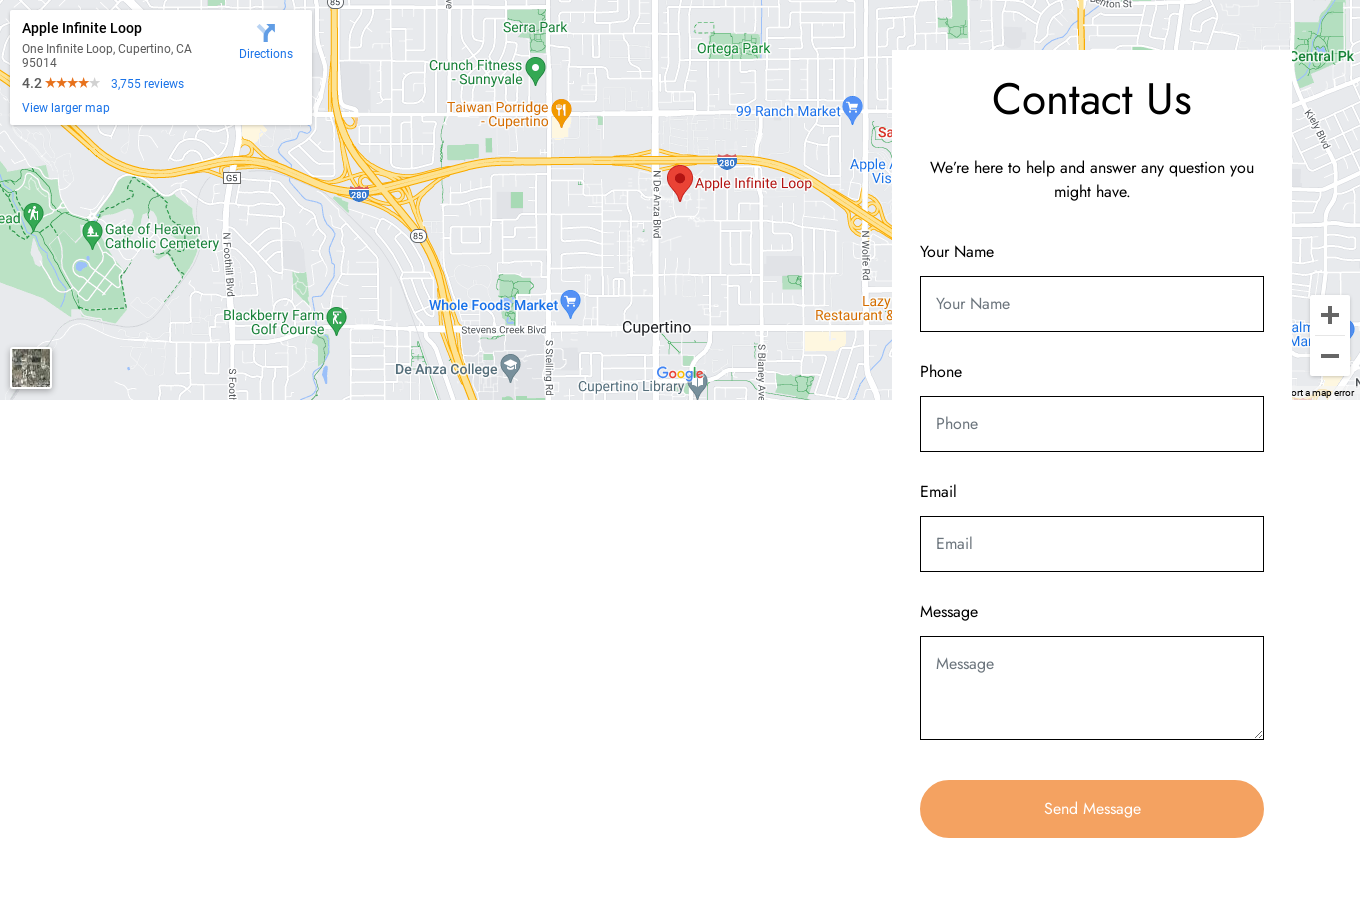 Apple Infinite Loop
One Infinite Loop, Cupertino, CA
95014
Directions
4.2
3,755 reviews
View larger map
85
Serra Park
Ortega Park
Crunch Fitness
- Sunnyvale
Taiwan Porridge
- Cupertino
99 Ranch Market
Sa
280
Apple A
Vis
G5
280
Apple Infinite Loop
N De Anza Blvd
ead
Gate of Heaven
Catholic Cemetery
85
N Foothill Blvd
N Wolfe Rd
Whole Foods Market
Lazy
Restaurant &
Blackberry Farm
Golf Course
Stevens Creek Blvd
Cupertino
De Anza College
S Stelling Rd
S Blaney Ave
S Footh
Google
Cupertino Library
Central Pk
Kiely Blvd
ort a map error
Contact Us
We’re here to help and answer any question you
might have.
Your Name
Your Name
Phone
Phone
Email
Email
Message
Message
Send Message